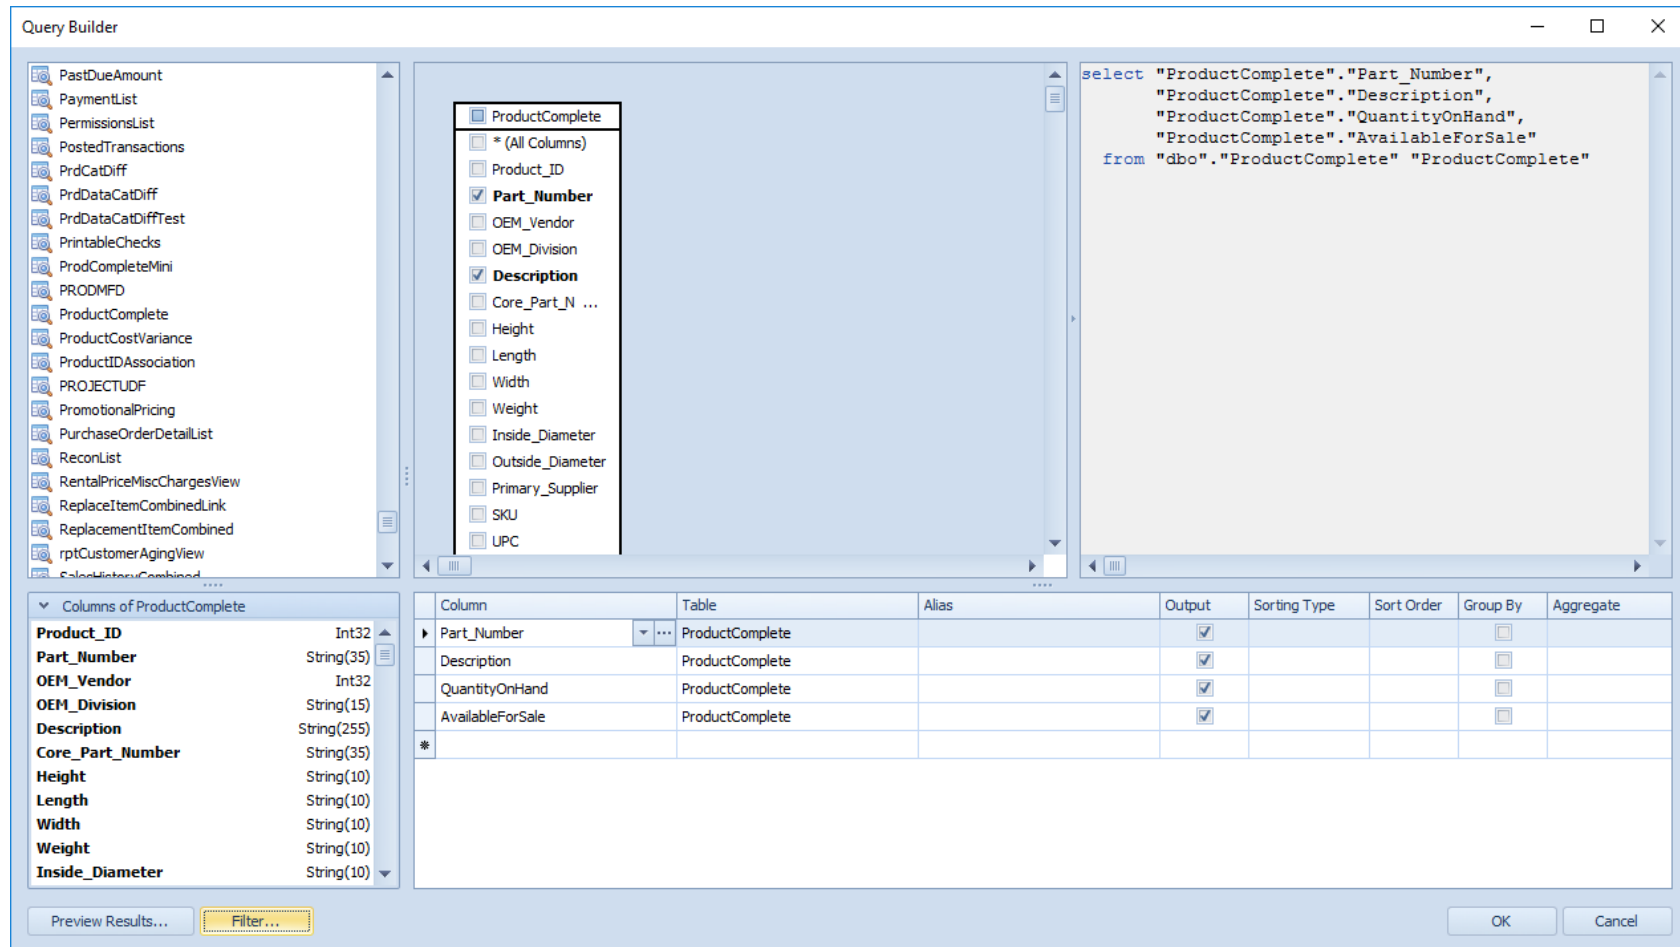 Query Builder
PastDueAmount
PaymentList
PermissionsList
PostedTransactions
PrdCatDiff
PrdDataCatDiff
PrdDataCatDiffTest
PrintableChecks
ProdCompleteMini
PRODMFD
ProductComplete
ProductCostVariance
ProductIDAssociation
PROJECTUDF
PromotionalPricing
PurchaseOrderDetailList
ReconList
RentalPriceMiscChargesView
ReplaceItemCombinedLink
ReplacementItemCombined
rptCustomerAgingView
SalesHistoryCombined
ProductComplete
* (All Columns)
Product_ID
Part_Number
OEM_Vendor
OEM_Division
Description
Core_Part_N ...
Height
Length
Width
Weight
Inside_Diameter
Outside_Diameter
Primary_Supplier
SKU
UPC
select "ProductComplete"."Part_Number",
"ProductComplete"."Description",
"ProductComplete"."QuantityOnHand",
"ProductComplete"."AvailableForSale"
from "dbo"."ProductComplete" "ProductComplete"
Columns of ProductComplete
Product_ID Int32
Part_Number String(35)
OEM_Vendor Int32
OEM_Division String(15)
Description String(255)
Core_Part_Number String(35)
Height String(10)
Length String(10)
Width String(10)
Weight String(10)
Inside_Diameter String(10)
Column Table Alias Output Sorting Type Sort Order Group By Aggregate
Part_Number ... ProductComplete
Description ProductComplete
QuantityOnHand ProductComplete
AvailableForSale ProductComplete
Preview Results... Filter... OK Cancel